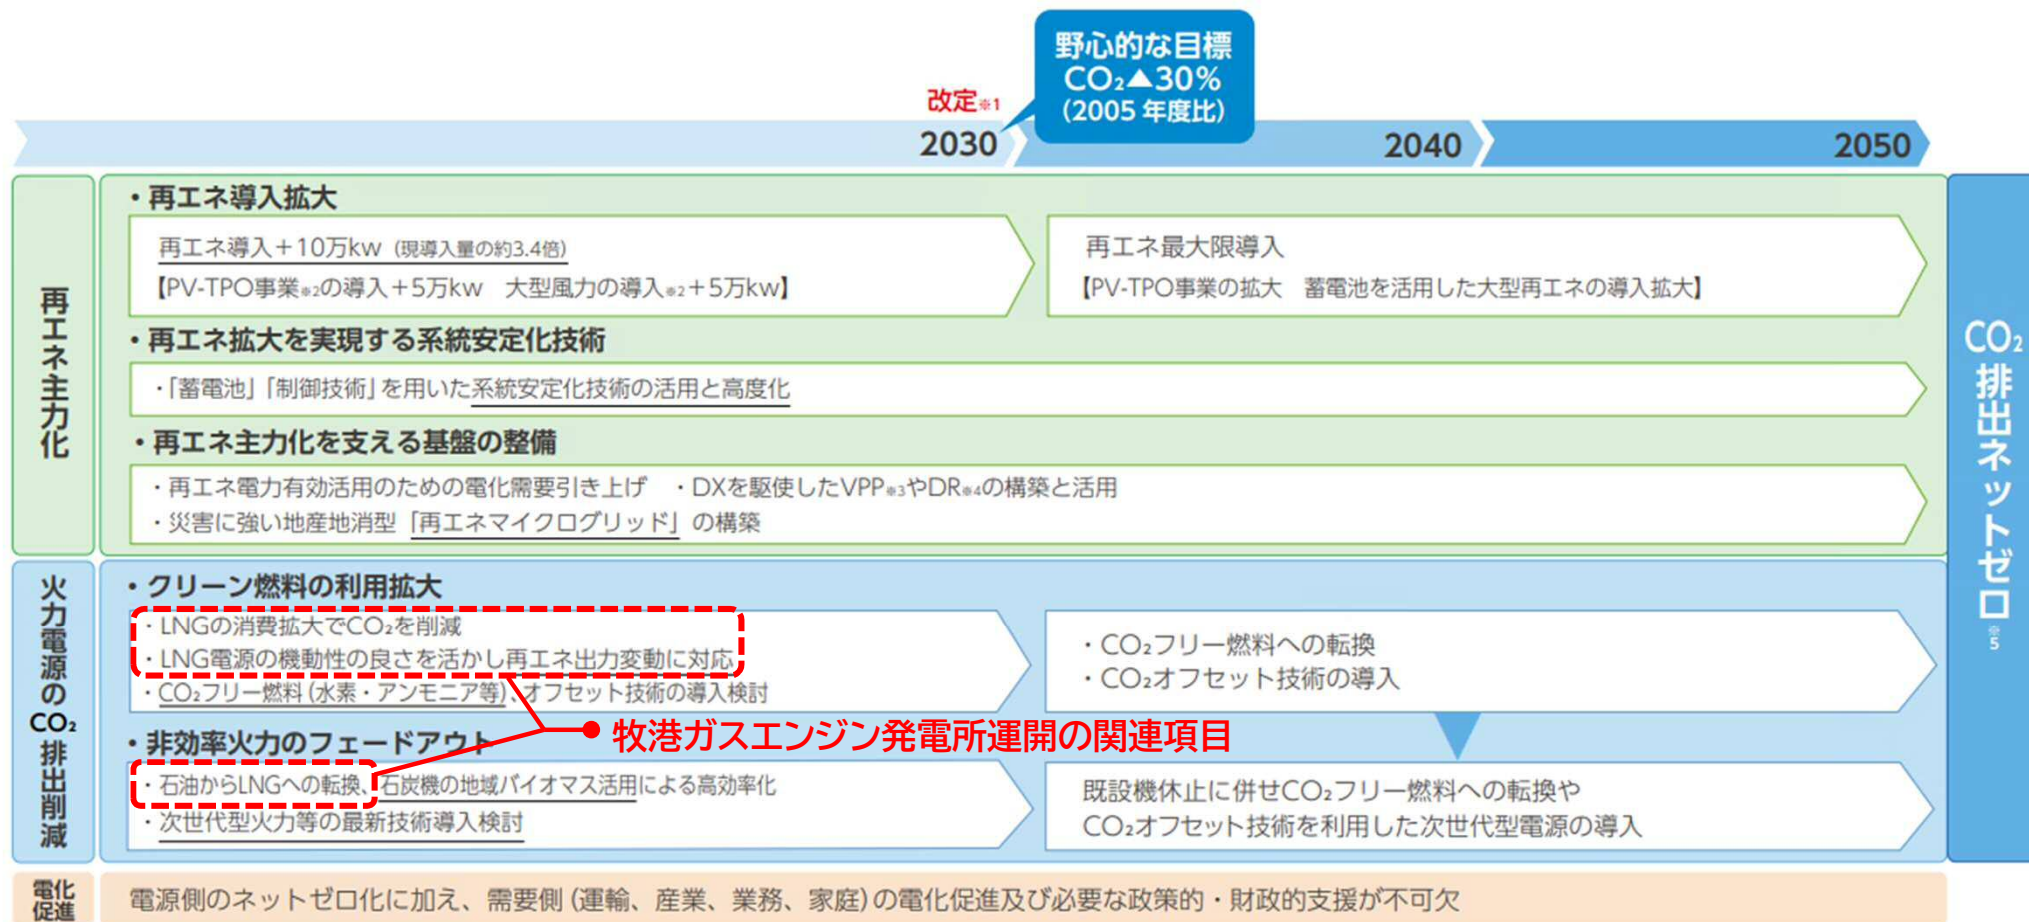 野心的な目標
CO₂▲30%
(2005 年度比)
改定※1
2030
2040
2050
再エネ主力化
・再エネ導入拡大
再エネ導入+10万kw (現導入量の約3.4倍)
【PV-TPO事業※2の導入+5万kw 大型風力の導入※2+5万kw】
再エネ最大限導入
【PV-TPO事業の拡大 蓄電池を活用した大型再エネの導入拡大】
・再エネ拡大を実現する系統安定化技術
・「蓄電池」「制御技術」を用いた系統安定化技術の活用と高度化
・再エネ主力化を支える基盤の整備
・再エネ電力有効活用のための電化需要引き上げ ・DXを駆使したVPP※3やDR※4の構築と活用
・災害に強い地産地消型「再エネマイクログリッド」の構築
火力電源のCO₂排出削減
・クリーン燃料の利用拡大
・LNGの消費拡大でCO₂を削減
・LNG電源の機動性の良さを活かし再エネ出力変動に対応
・CO₂フリー燃料(水素・アンモニア等)、オフセット技術の導入検討
・CO₂フリー燃料への転換
・CO₂オフセット技術の導入
牧港ガスエンジン発電所運開の関連項目
・非効率火力のフェードアウト
・石油からLNGへの転換、石炭機の地域バイオマス活用による高効率化
・次世代型火力等の最新技術導入検討
既設機休止に併せCO₂フリー燃料への転換や
CO₂オフセット技術を利用した次世代型電源の導入
CO₂排出ネットゼロ※5
電化促進
電源側のネットゼロ化に加え、需要側(運輸、産業、業務、家庭)の電化促進及び必要な政策的・財政的支援が不可欠